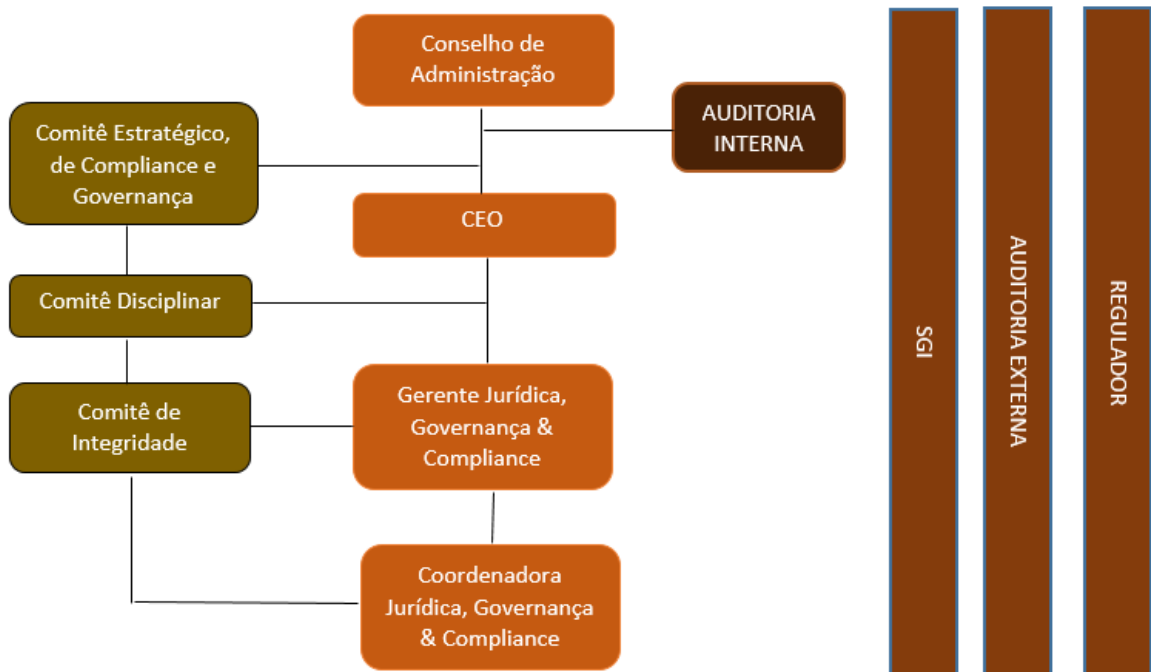 Conselho de
Administração
AUDITORIA
INTERNA
Comitê Estratégico,
de Compliance e
Governança
CEO
Comitê Disciplinar
Comitê de
Integridade
Gerente Jurídica,
Governança &
Compliance
Coordenadora
Jurídica, Governança
& Compliance
SGI
AUDITORIA EXTERNA
REGULADOR